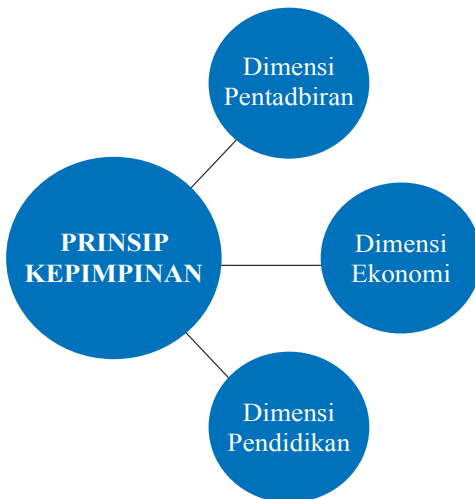 Dimensi
Pentadbiran
PRINSIP
KEPIMPINAN
Dimensi
Ekonomi
Dimensi
Pendidikan